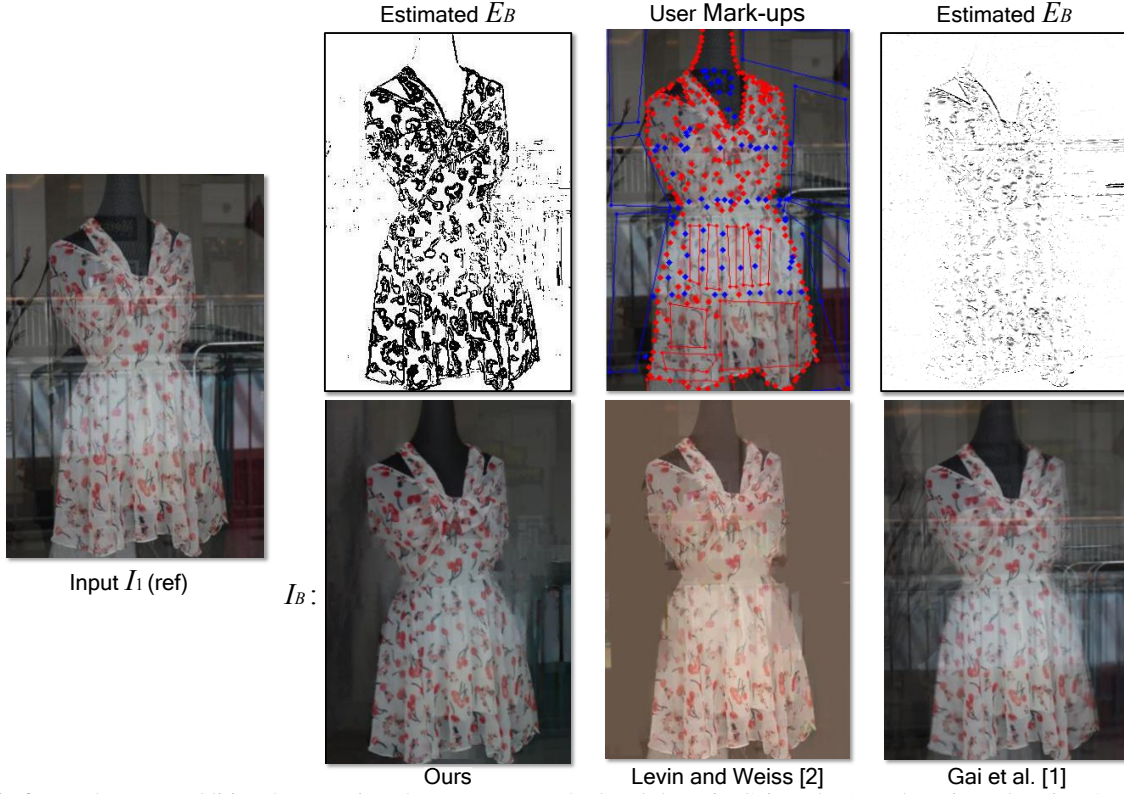 Estimated E_B User Mark-ups Estimated E_B
Input I_1 (ref)
I_B:
Ours Levin and Weiss [2] Gai et al. [1]